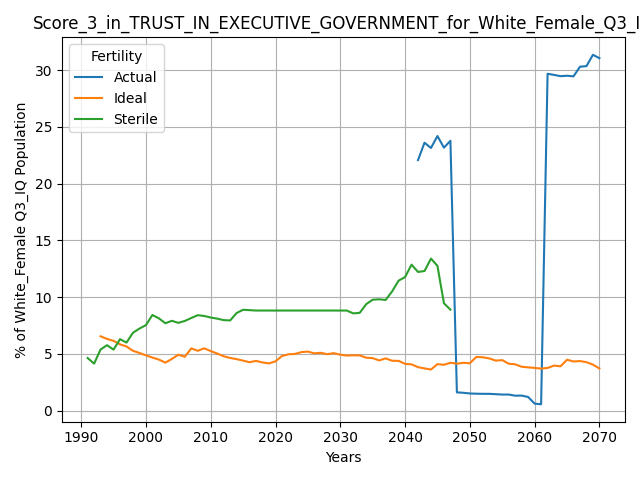 Score_3_in_TRUST_IN_EXECUTIVE_GOVERNMENT_for_White_Female_Q3_I
Fertility
Actual
Ideal
Sterile
% of White_Female Q3_IQ Population
30
25
20
15
10
5
0
1990 2000 2010 2020 2030 2040 2050 2060 2070
Years